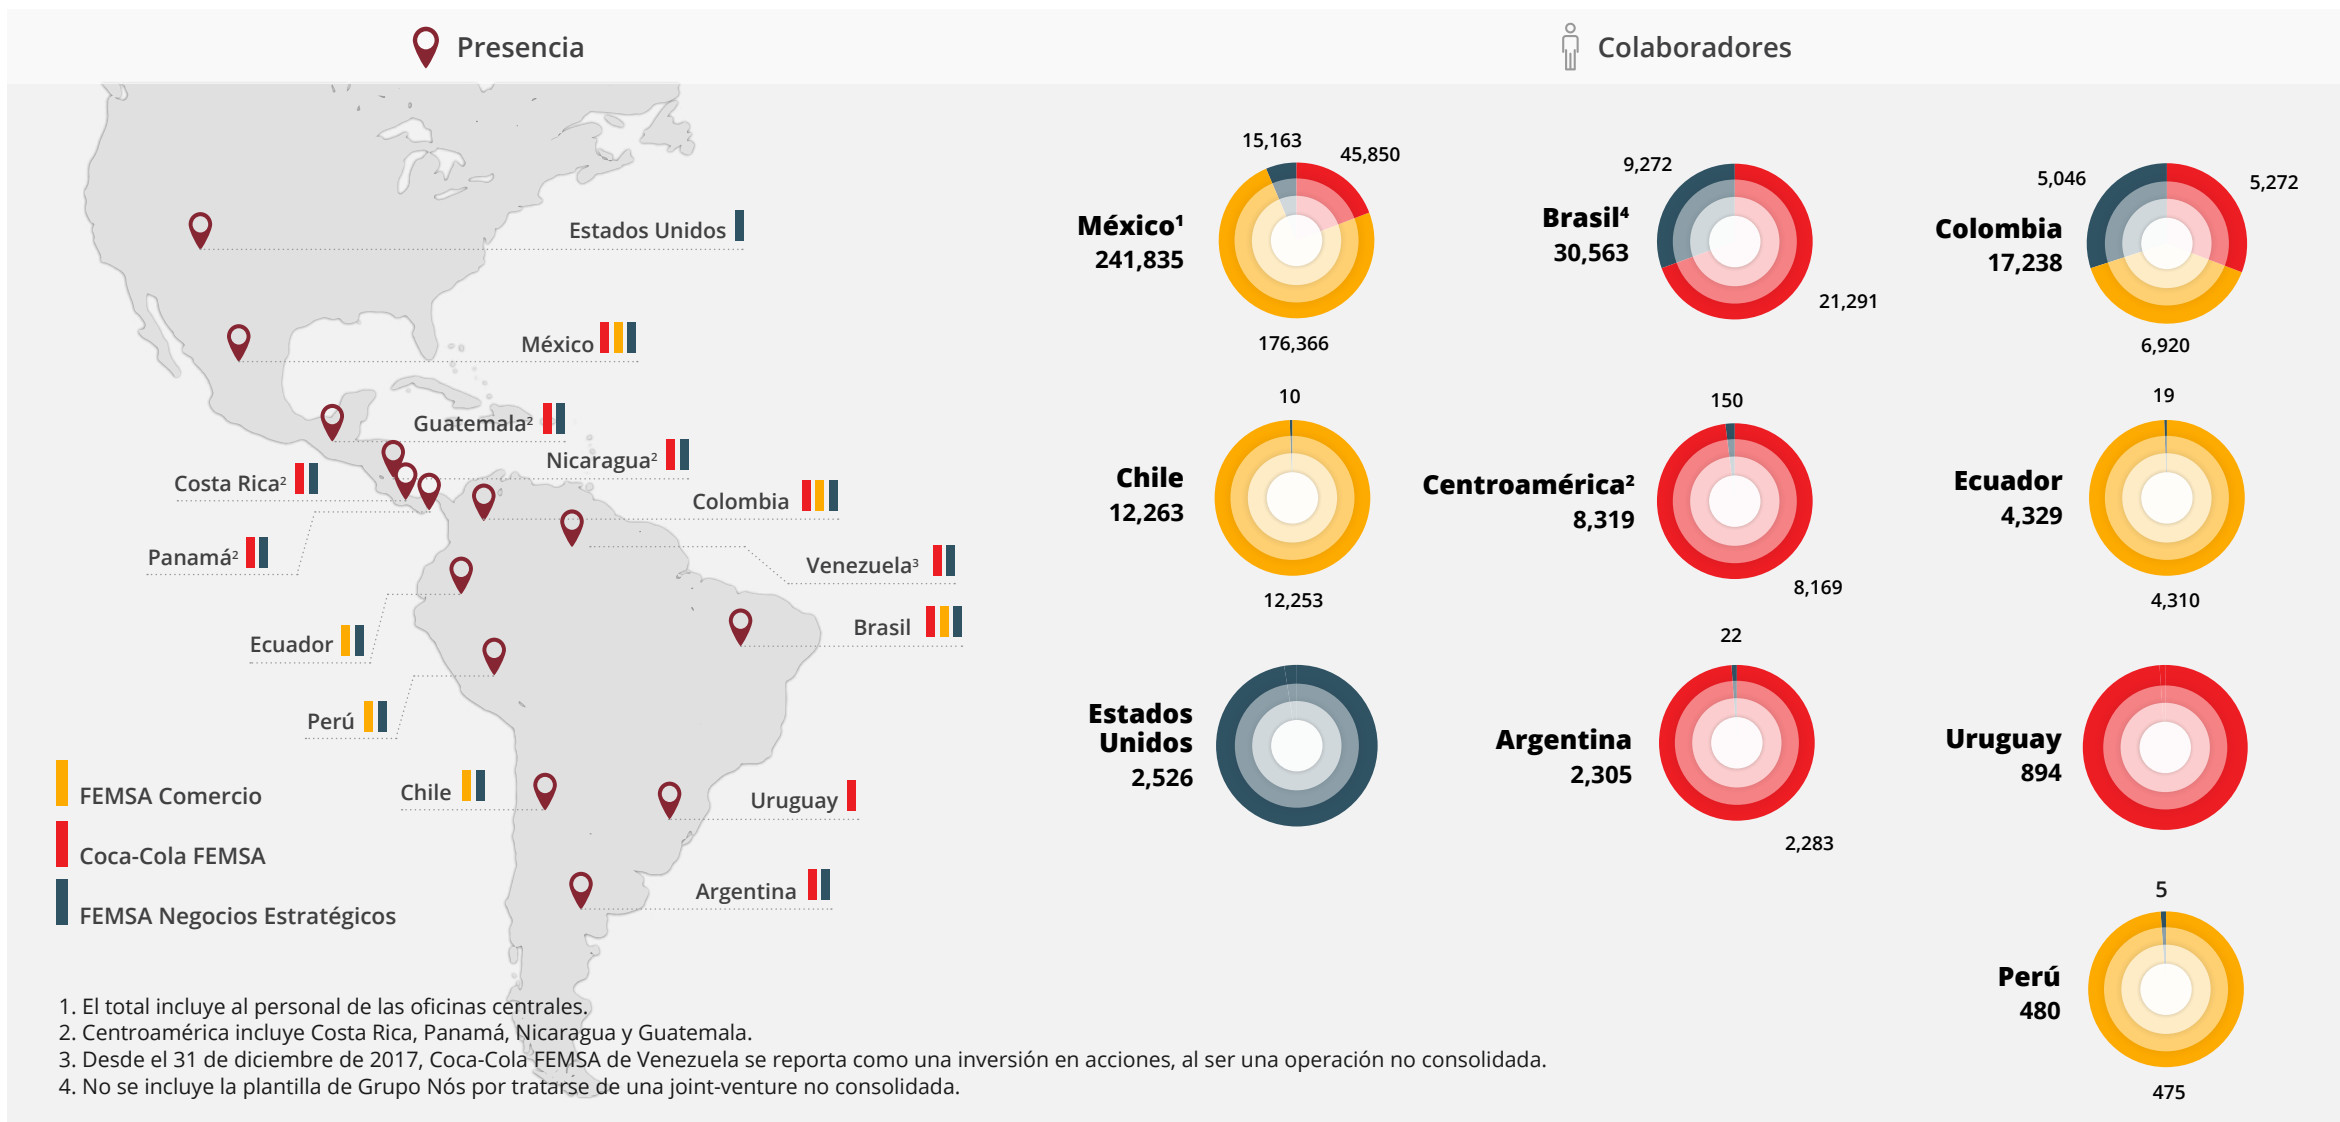 Presencia
Colaboradores
Estados Unidos
México
Guatemala²
Nicaragua²
Costa Rica²
Colombia
Panamá²
Venezuela³
Ecuador
Brasil
Perú
Chile
Uruguay
Argentina
FEMSA Comercio
Coca-Cola FEMSA
FEMSA Negocios Estratégicos
México¹
241,835
15,163
45,850
176,366
Brasil⁴
30,563
9,272
21,291
Colombia
17,238
5,046
5,272
6,920
Chile
12,263
10
12,253
Centroamérica²
8,319
150
8,169
Ecuador
4,329
19
4,310
Estados
Unidos
2,526
Argentina
2,305
22
2,283
Uruguay
894
Perú
480
5
475
1. El total incluye al personal de las oficinas centrales.
2. Centroamérica incluye Costa Rica, Panamá, Nicaragua y Guatemala.
3. Desde el 31 de diciembre de 2017, Coca-Cola FEMSA de Venezuela se reporta como una inversión en acciones, al ser una operación no consolidada.
4. No se incluye la plantilla de Grupo Nós por tratarse de una joint-venture no consolidada.